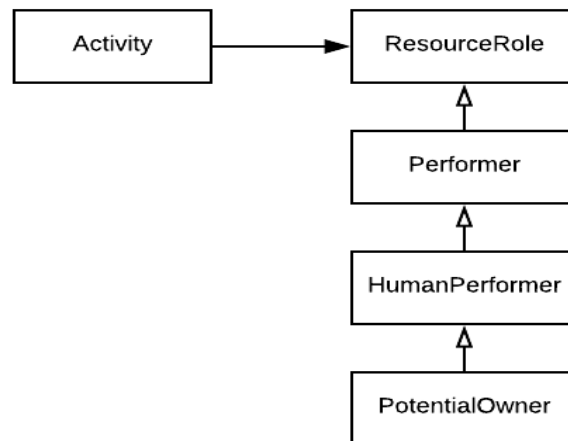 Activity
ResourceRole
Performer
HumanPerformer
PotentialOwner